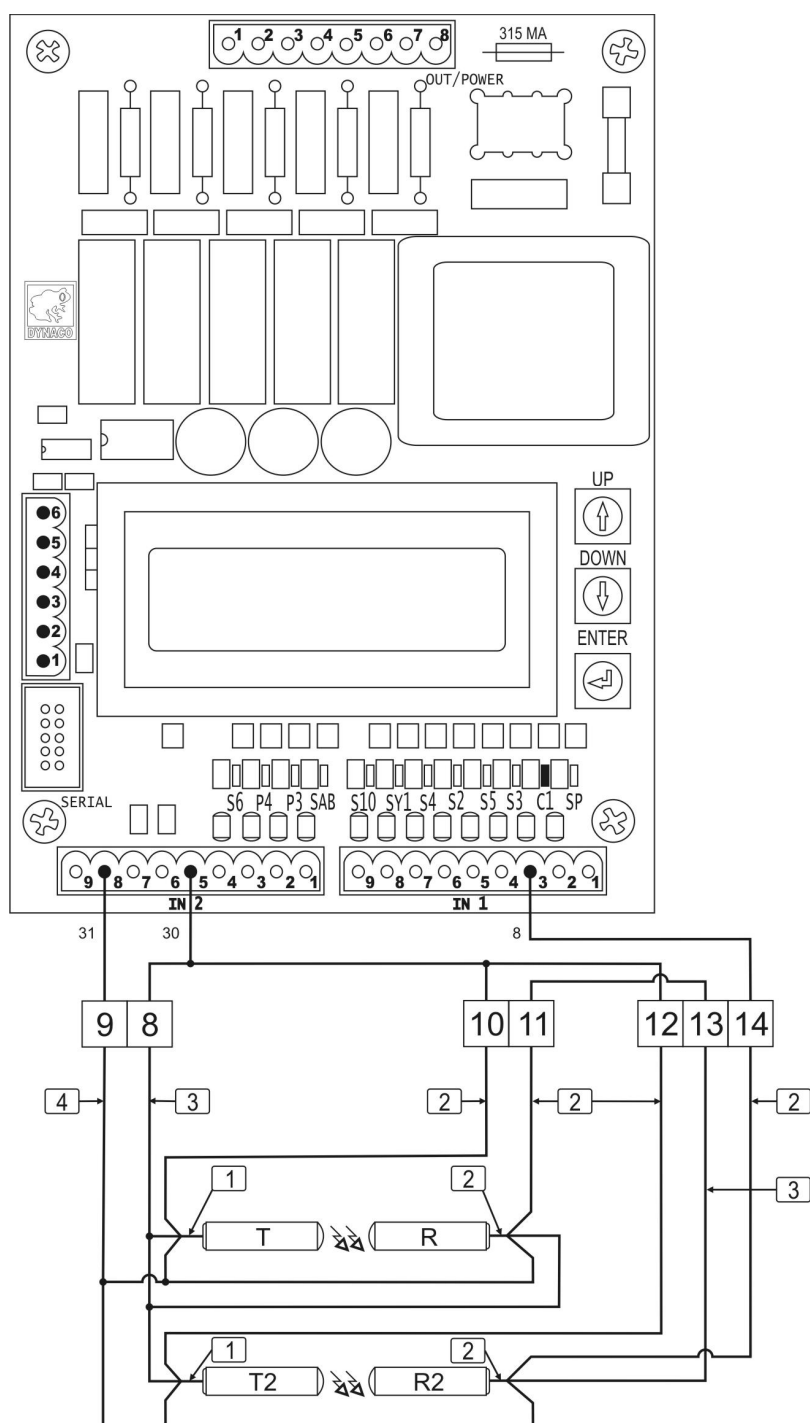 1 2 3 4 5 6 7 8
315 MA
OUT/POWER
DYNACO
UP
6
5
DOWN
4
3
2
ENTER
1
SERIAL
S6 P4 P3 SAB S10 SY1 S4 S2 S5 S3 C1 SP
9 8 7 6 5 4 3 2 1
9 8 7 6 5 4 3 2 1
IN 2
IN 1
31 30 8
9 8 10 11 12 13 14
4 3 2 2 2
1 2 3
T R
1 2
T2 R2